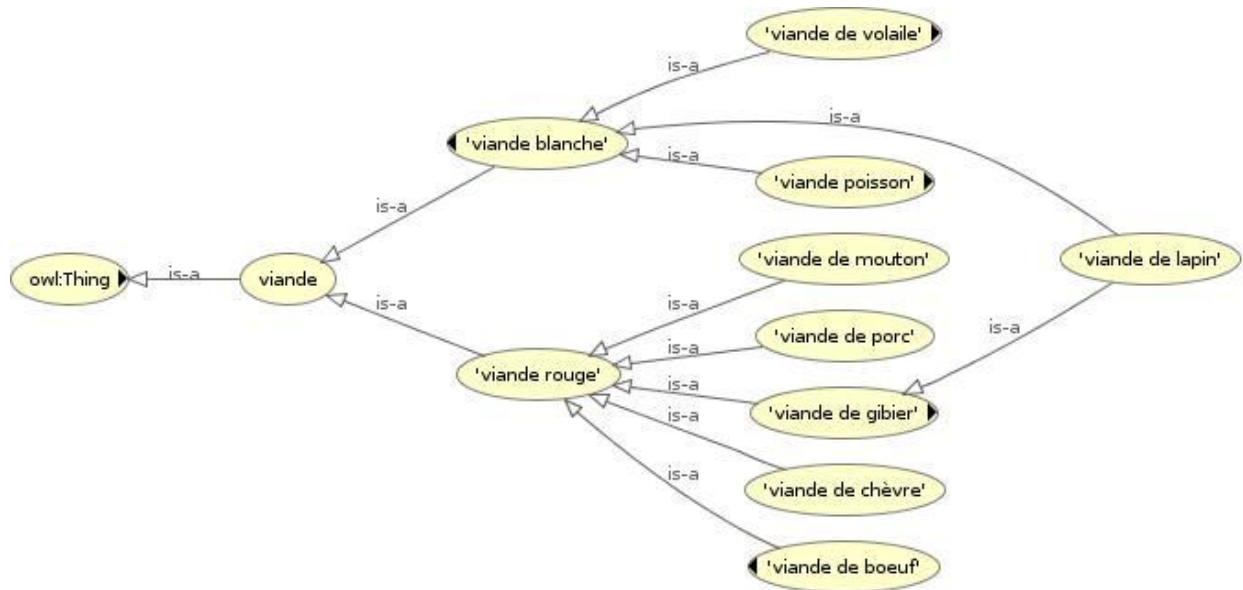 'viande de volaile'
is-a
'viande blanche'
is-a
is-a
'viande poisson'
is-a
owl:Thing
is-a
viande
is-a
'viande de mouton'
is-a
'viande de lapin'
'viande de porc'
is-a
is-a
'viande rouge'
is-a
'viande de gibier'
is-a
'viande de chèvre'
is-a
'viande de boeuf'